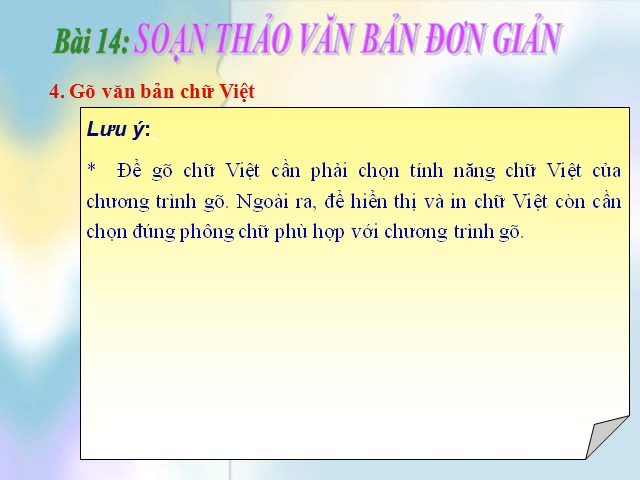 Bài 14: SOẠN THẢO VĂN BẢN ĐƠN GIẢN
4. Gõ văn bản chữ Việt
Lưu ý:
* Để gõ chữ Việt cần phải chọn tính năng chữ Việt của
chương trình gõ. Ngoài ra, để hiển thị và in chữ Việt còn cần
chọn đúng phông chữ phù hợp với chương trình gõ.